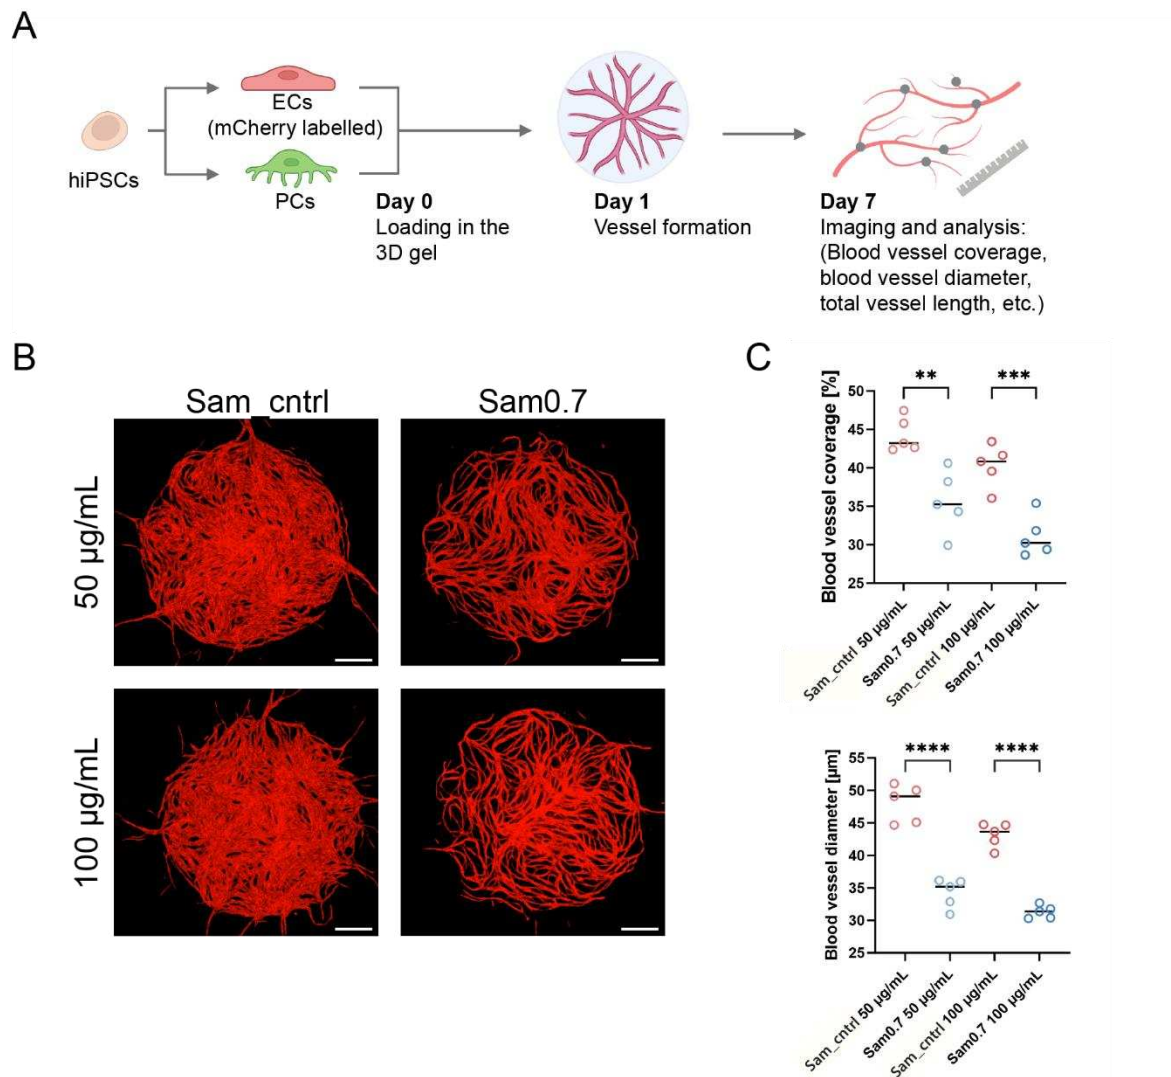 A
hiPSCs
ECs
(mCherry labelled)
PCs
Day 0
Loading in the
3D gel
Day 1
Vessel formation
Day 7
Imaging and analysis:
(Blood vessel coverage,
blood vessel diameter,
total vessel length, etc.)
B
Sam_cntrl
Sam0.7
50 µg/mL
100 µg/mL
C
Blood vessel coverage [%]
50
45
40
35
30
25
**
***
Sam_cntrl 50 µg/mL
Sam0.7 50 µg/mL
Sam_cntrl 100 µg/mL
Sam0.7 100 µg/mL
Blood vessel diameter [µm]
55
50
45
40
35
30
25
****
****
Sam_cntrl 50 µg/mL
Sam0.7 50 µg/mL
Sam_cntrl 100 µg/mL
Sam0.7 100 µg/mL